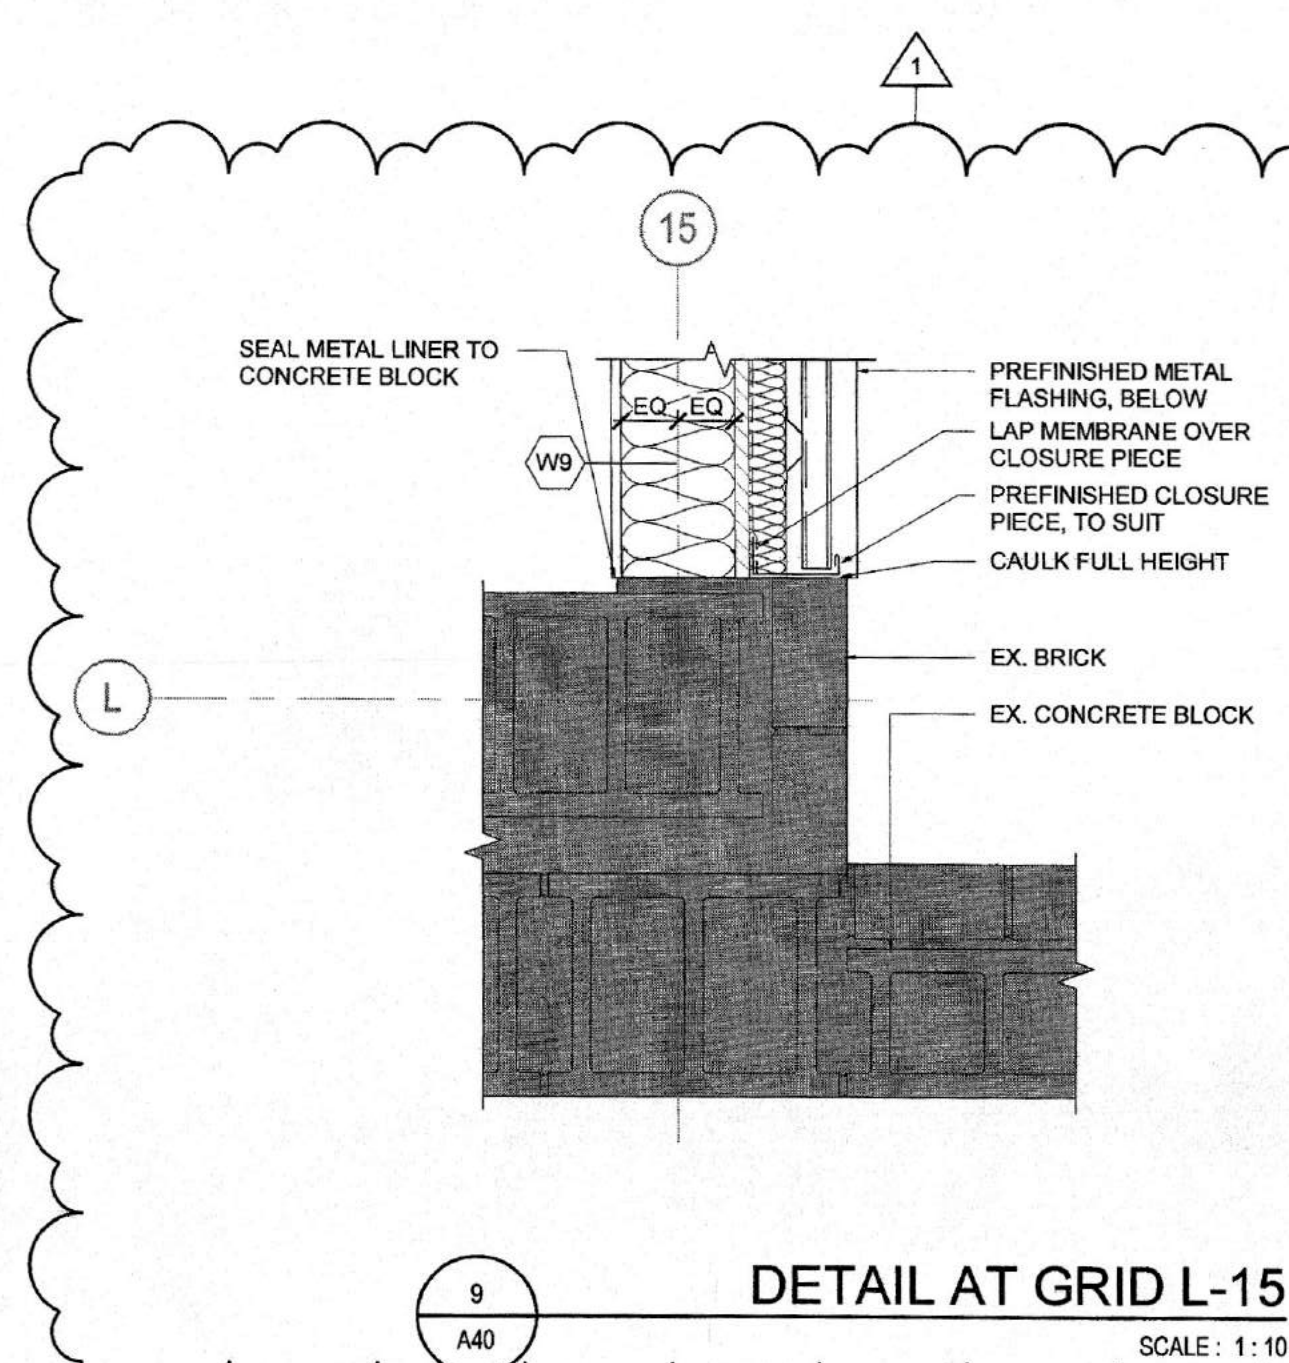 1
15
SEAL METAL LINER TO
CONCRETE BLOCK
EQ EQ
W9
PREFINISHED METAL
FLASHING, BELOW
LAP MEMBRANE OVER
CLOSURE PIECE
PREFINISHED CLOSURE
PIECE, TO SUIT
CAULK FULL HEIGHT
EX. BRICK
L
EX. CONCRETE BLOCK
9
A40
DETAIL AT GRID L-15
SCALE : 1 : 10